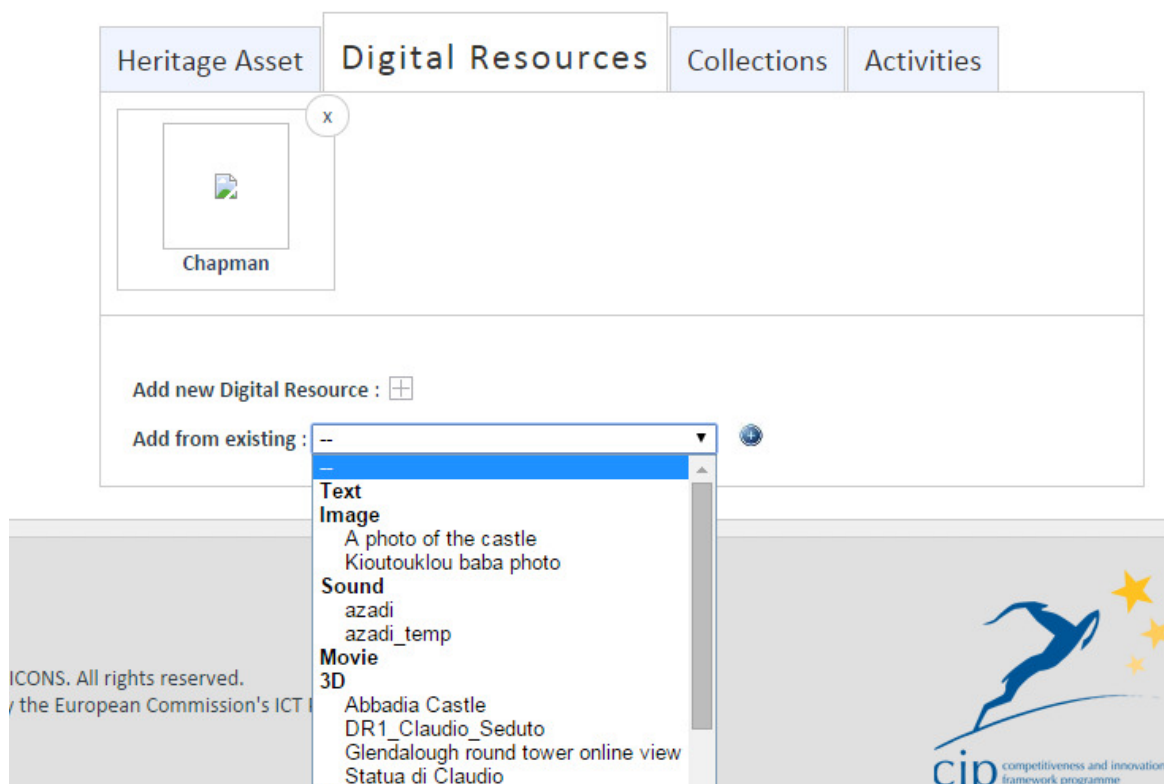 Heritage Asset Digital Resources Collections Activities
x
Chapman
Add new Digital Resource :
Add from existing : --
--
Text
Image
A photo of the castle
Kioutouklou baba photo
Sound
azadi
azadi_temp
Movie
3D
Abbadia Castle
DR1_Claudio_Seduto
Glendalough round tower online view
Statua di Claudio
ICONS. All rights reserved.
the European Commission's ICT
cip competitiveness and innovation
framework programme